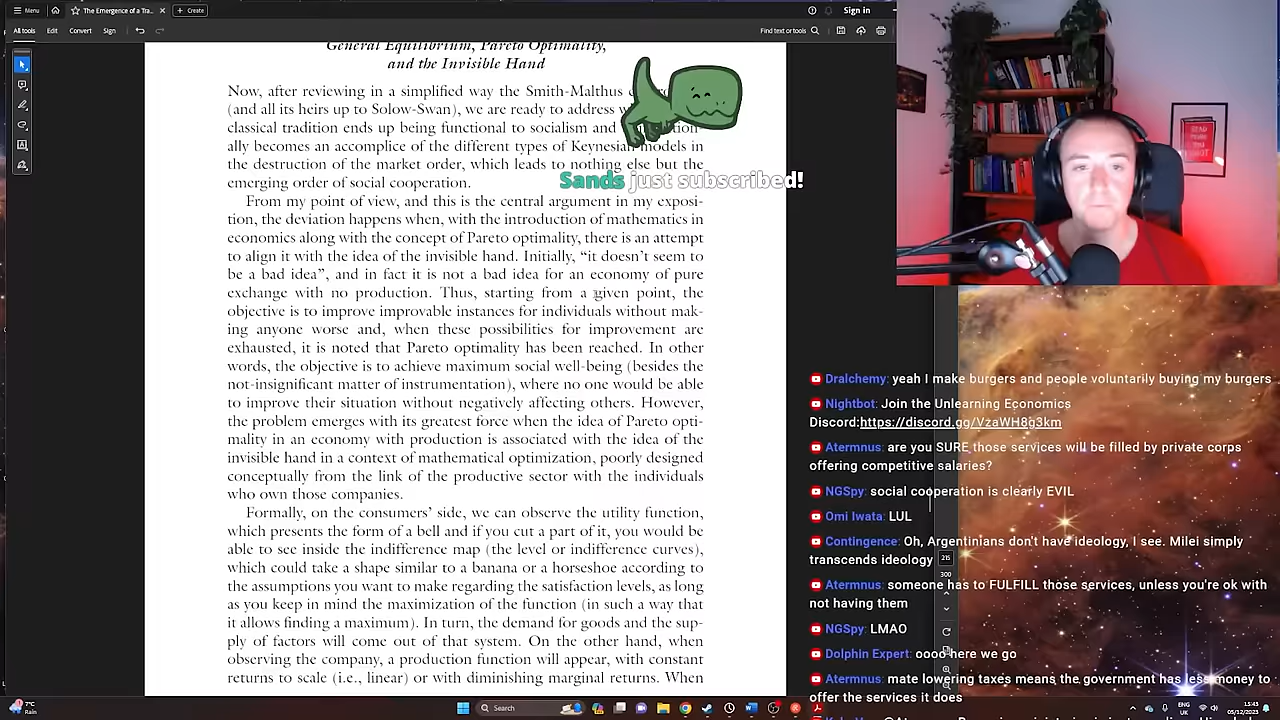 Menu
The Emergence of a Tra...
Create
Sign in
All tools
Edit
Convert
Sign
Find text or tools
General Equilibrium, Pareto Optimality,
and the Invisible Hand
Now, after reviewing in a simplified way the Smith-Malthus
(and all its heirs up to Solow-Swan), we are ready to address
classical tradition ends up being functional to socialism and
ally becomes an accomplice of the different types of Keynesian models in
the destruction of the market order, which leads to nothing else but the
emerging order of social cooperation.
Sands just subscribed!
From my point of view, and this is the central argument in my exposi-
tion, the deviation happens when, with the introduction of mathematics in
economics along with the concept of Pareto optimality, there is an attempt
to align it with the idea of the invisible hand. Initially, “it doesn’t seem to
be a bad idea”, and in fact it is not a bad idea for an economy of pure
exchange with no production. Thus, starting from a given point, the
objective is to improve improvable instances for individuals without mak-
ing anyone worse and, when these possibilities for improvement are
exhausted, it is noted that Pareto optimality has been reached. In other
words, the objective is to achieve maximum social well-being (besides the
not-insignificant matter of instrumentation), where no one would be able
to improve their situation without negatively affecting others. However,
the problem emerges with its greatest force when the idea of Pareto opti-
mality in an economy with production is associated with the idea of the
invisible hand in a context of mathematical optimization, poorly designed
conceptually from the link of the productive sector with the individuals
who own those companies.
Formally, on the consumers’ side, we can observe the utility function,
which presents the form of a bell and if you cut a part of it, you would be
able to see inside the indifference map (the level or indifference curves),
which could take a shape similar to a banana or a horseshoe according to
the assumptions you want to make regarding the satisfaction levels, as long
as you keep in mind the maximization of the function (in such a way that
it allows finding a maximum). In turn, the demand for goods and the sup-
ply of factors will come out of that system. On the other hand, when
observing the company, a production function will appear, with constant
returns to scale (i.e., linear) or with diminishing marginal returns. When
READ
MORE
YOU
Dralchemy: yeah I make burgers and people voluntarily buying my burgers
Nightbot: Join the Unlearning Economics
Discord:https://discord.gg/VzaWH8g3km
Atermnus: are you SURE those services will be filled by private corps
offering competitive salaries?
NGSpy: social cooperation is clearly EVIL
Omi Iwata: LUL
Contingence: Oh, Argentinians don't have ideology, I see. Milei simply
transcends ideology
Atermnus: someone has to FULFILL those services, unless you're ok with
not having them
NGSpy: LMAO
Dolphin Expert: oooo here we go
Atermnus: mate lowering taxes means the government has less money to
offer the services it does
215
300
7°C
Rain
Search
ENG
UK
15:43
05/12/2023